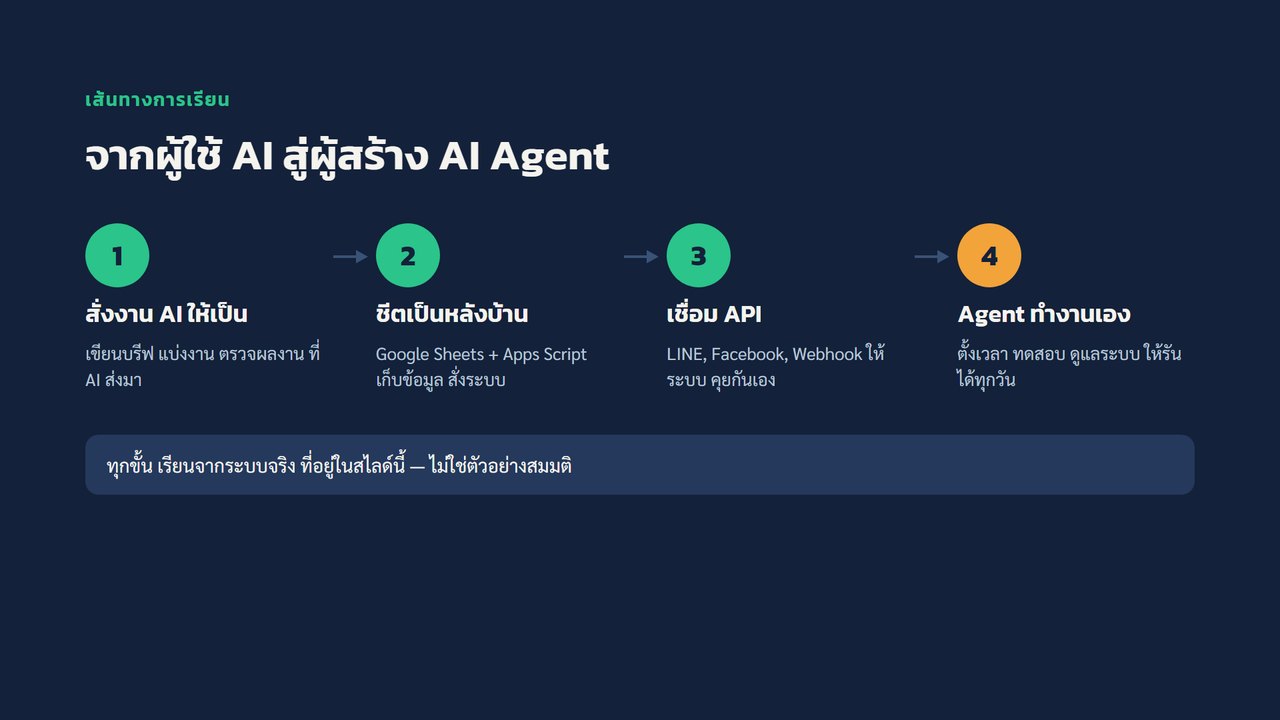 เส้นทางการเรียน
จากผู้ใช้ AI สู่ผู้สร้าง AI Agent
1
2
3
4
สั่งงาน AI ให้เป็น
เขียนบรีฟ แบ่งงาน ตรวจผลงาน ที่
AI ส่งมา
ชีตเป็นหลังบ้าน
Google Sheets + Apps Script
เก็บข้อมูล สั่งระบบ
เชื่อม API
LINE, Facebook, Webhook ให้
ระบบ คุยกันเอง
Agent ทำงานเอง
ตั้งเวลา ทดสอบ ดูแลระบบ ให้รัน
ได้ทุกวัน
ทุกขั้น เรียนจากระบบจริง ที่อยู่ในสไลด์นี้ — ไม่ใช่ตัวอย่างสมมติ